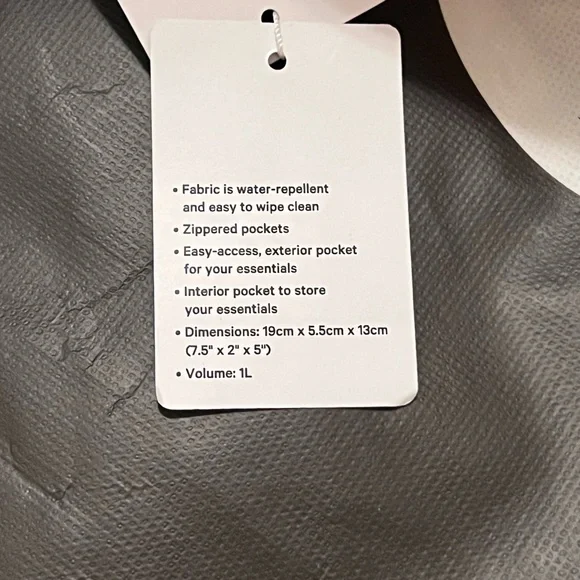 • Fabric is water-repellent
and easy to wipe clean
• Zippered pockets
• Easy-access, exterior pocket
for your essentials
• Interior pocket to store
your essentials
• Dimensions: 19cm x 5.5cm x 13cm
(7.5" x 2" x 5")
• Volume: 1L